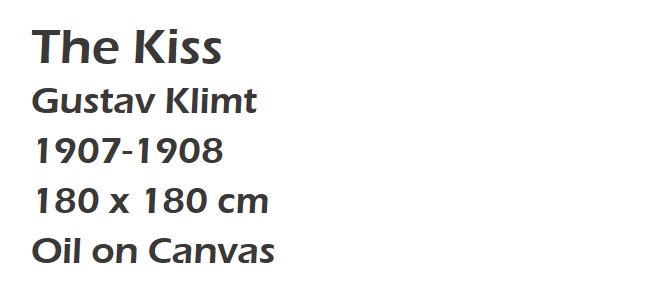 The Kiss
Gustav Klimt
1907-1908
180 x 180 cm
Oil on Canvas